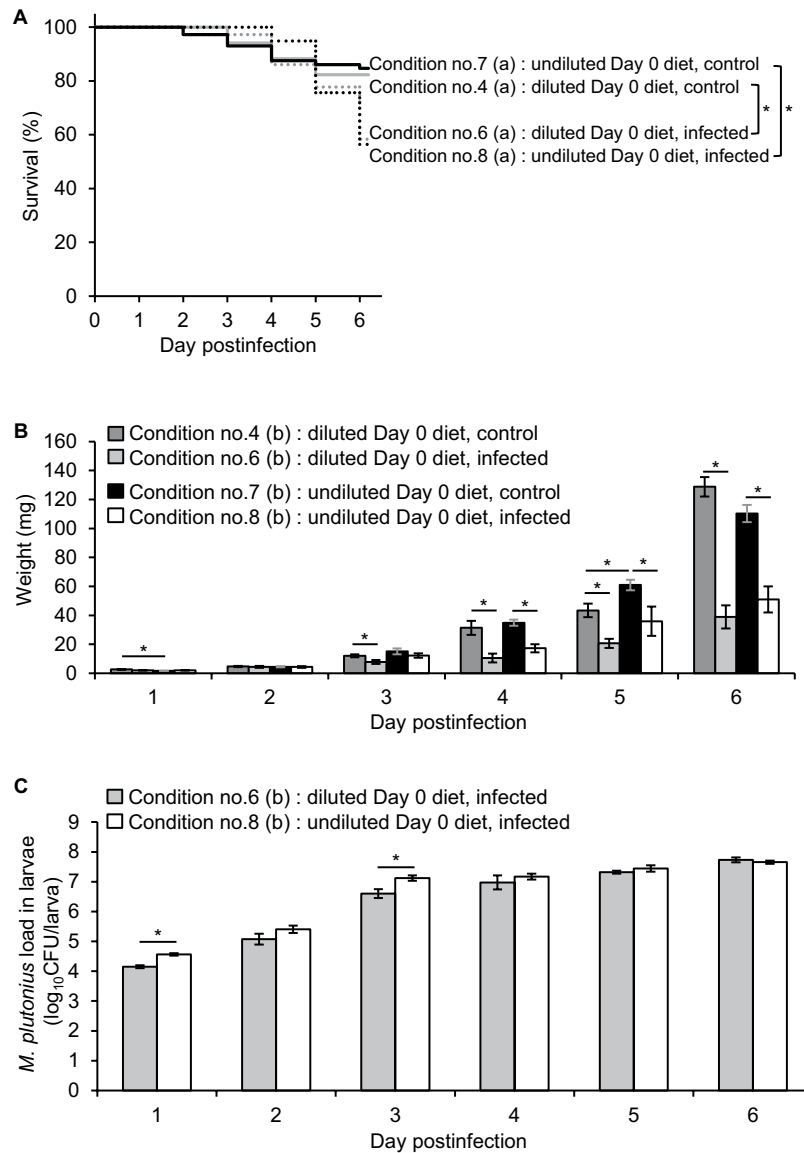 A
100
80
60
40
20
0
Survival (%)
0 1 2 3 4 5 6
Day postinfection
Condition no.7 (a) : undiluted Day 0 diet, control
Condition no.4 (a) : diluted Day 0 diet, control
Condition no.6 (a) : diluted Day 0 diet, infected
Condition no.8 (a) : undiluted Day 0 diet, infected
* *
B
Condition no.4 (b) : diluted Day 0 diet, control
Condition no.6 (b) : diluted Day 0 diet, infected
Condition no.7 (b) : undiluted Day 0 diet, control
Condition no.8 (b) : undiluted Day 0 diet, infected
160
140
120
100
80
60
40
20
0
Weight (mg)
* * * * * * * * *
1 2 3 4 5 6
Day postinfection
C
Condition no.6 (b) : diluted Day 0 diet, infected
Condition no.8 (b) : undiluted Day 0 diet, infected
9
8
7
6
5
4
3
2
1
0
M. plutonius load in larvae
(log10CFU/larva)
* *
1 2 3 4 5 6
Day postinfection